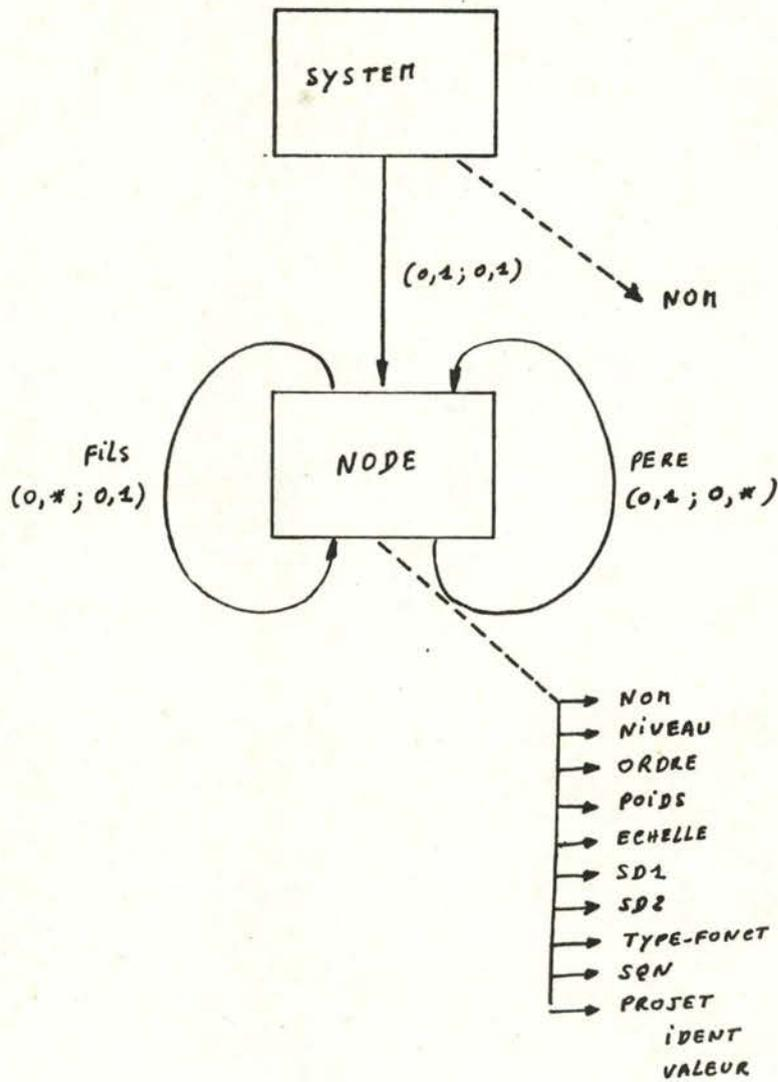 SYSTEM
(0,1; 0,1)
NOM
FILS
(0,*; 0,1)
NODE
PERE
(0,1; 0,*)
NOM
NIVEAU
ORDRE
POIDS
ECHELLE
SD1
SD2
TYPE-FONCT
SQN
PROJET
IDENT
VALEUR